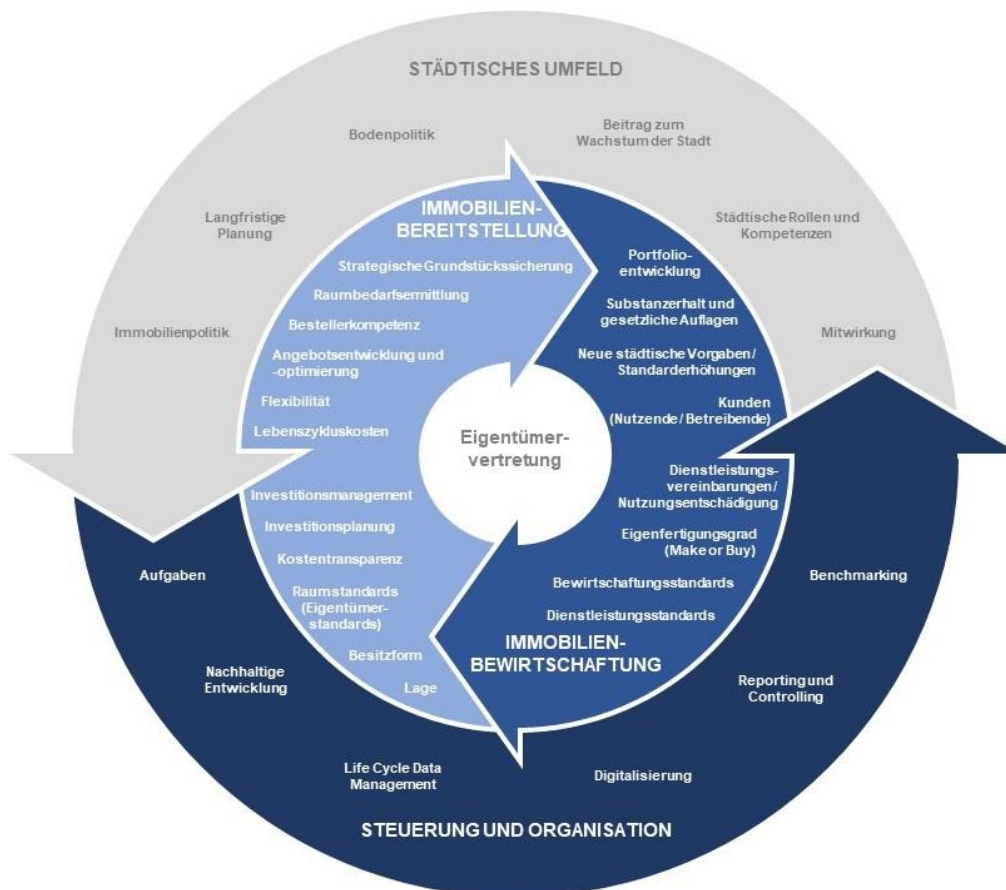 STÄDTISCHES UMFELD
Bodenpolitik
Beitrag zum
Wachstum der Stadt
Langfristige
Planung
Städtische Rollen und
Kompetenzen
Immobilienpolitik
Mitwirkung
IMMOBILIEN-
BEREITSTELLUNG
Strategische Grundstückssicherung
Raumbedarfsermittlung
Bestellerkompetenz
Angebotsentwicklung und
-optimierung
Flexibilität
Lebenszykluskosten
Investitionsmanagement
Investitionsplanung
Kostentransparenz
Raumstandards
(Eigentümer-
standards)
Besitzform
Lage
Portfolio-
entwicklung
Substanzerhalt und
gesetzliche Auflagen
Neue städtische Vorgaben/
Standarderhöhungen
Kunden
(Nutzende / Betreibende)
Dienstleistungs-
vereinbarungen/
Nutzungsentschädigung
Eigenfertigungsgrad
(Make or Buy)
Bewirtschaftungsstandards
Dienstleistungsstandards
IMMOBILIEN-
BEWIRTSCHAFTUNG
Eigentümer-
vertretung
Aufgaben
Benchmarking
Nachhaltige
Entwicklung
Reporting und
Controlling
Life Cycle Data
Management
Digitalisierung
STEUERUNG UND ORGANISATION